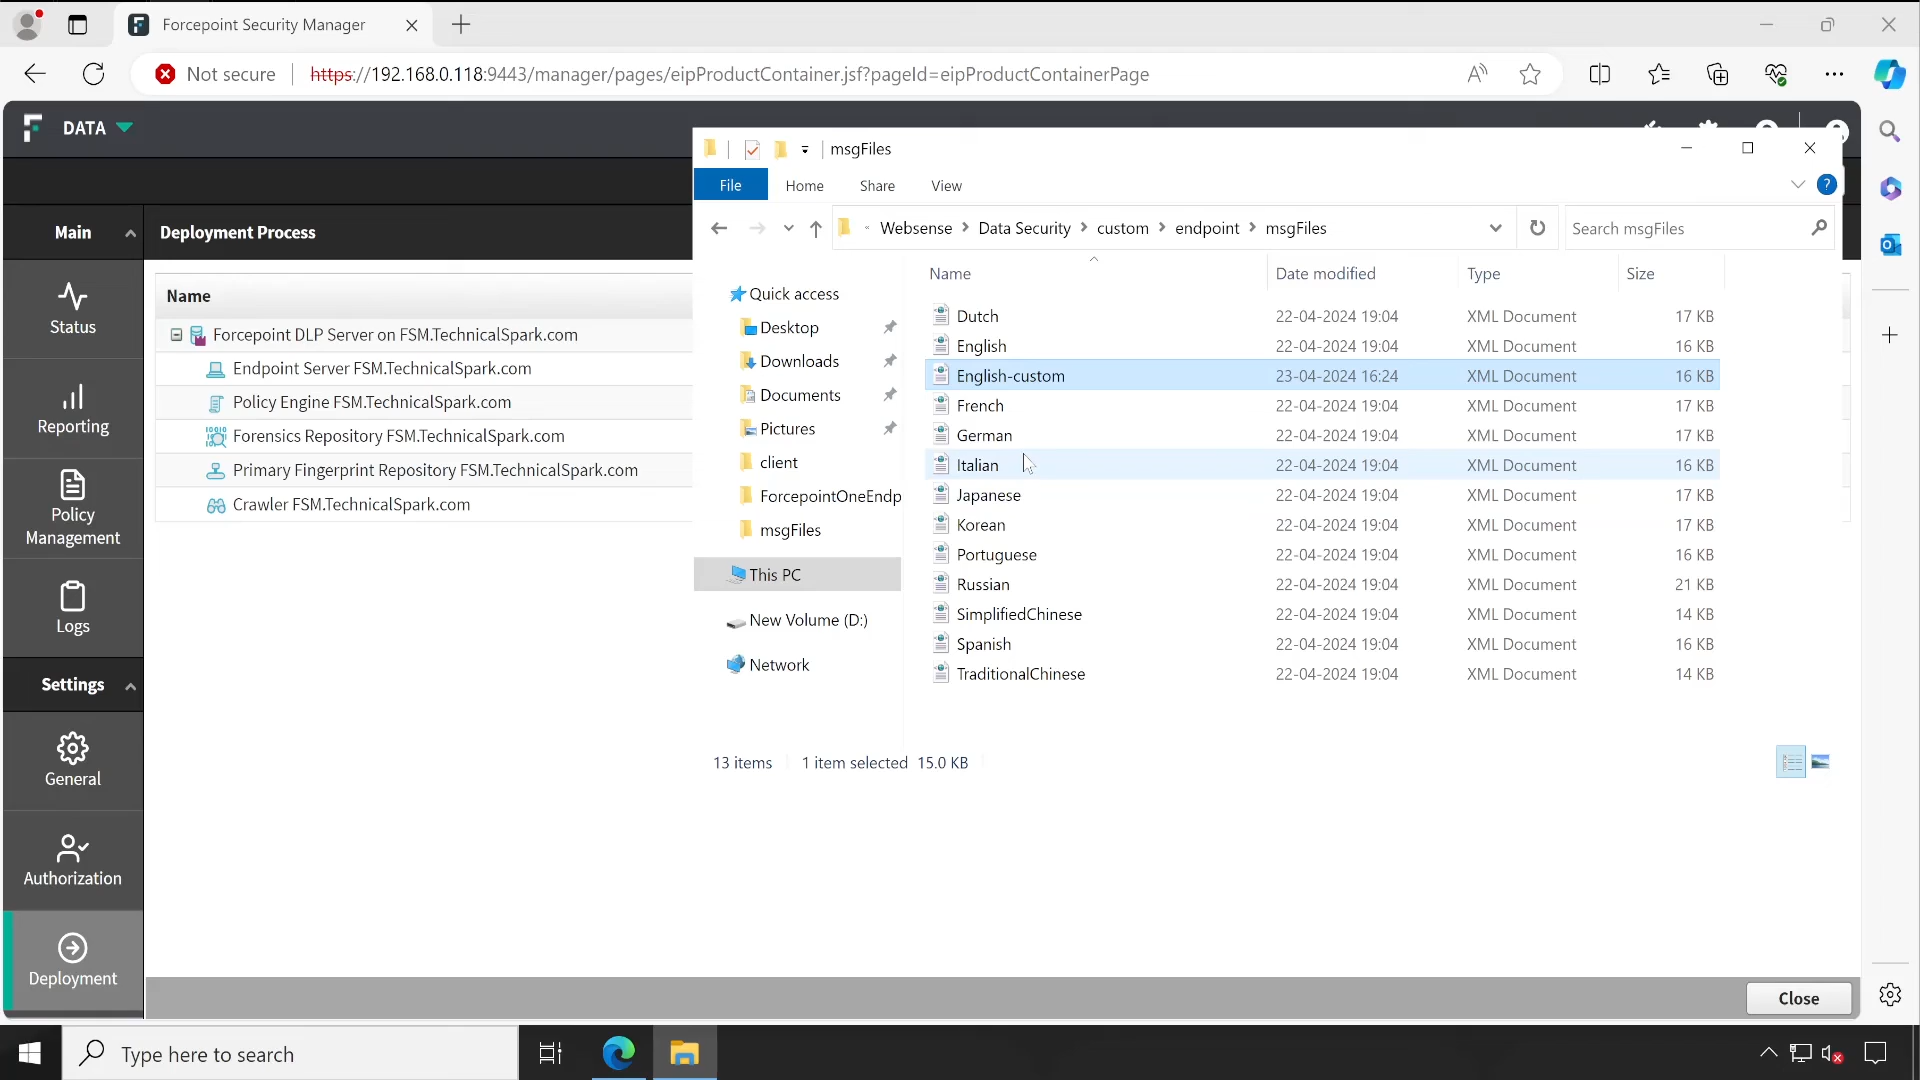 Forcepoint Security Manager
Not secure
https://192.168.0.118:9443/manager/pages/eipProductContainer.jsf?pageId=eipProductContainerPage
DATA
Main
Status
Reporting
Policy
Management
Logs
Settings
General
Authorization
Deployment
Deployment Process
Name
Forcepoint DLP Server on FSM.TechnicalSpark.com
Endpoint Server FSM.TechnicalSpark.com
Policy Engine FSM.TechnicalSpark.com
Forensics Repository FSM.TechnicalSpark.com
Primary Fingerprint Repository FSM.TechnicalSpark.com
Crawler FSM.TechnicalSpark.com
msgFiles
File Home Share View
« Websense > Data Security > custom > endpoint > msgFiles
Search msgFiles
Quick access
Desktop
Downloads
Documents
Pictures
client
ForcepointOneEndp
msgFiles
This PC
New Volume (D:)
Network
Name Date modified Type Size
Dutch 22-04-2024 19:04 XML Document 17 KB
English 22-04-2024 19:04 XML Document 16 KB
English-custom 23-04-2024 16:24 XML Document 16 KB
French 22-04-2024 19:04 XML Document 17 KB
German 22-04-2024 19:04 XML Document 17 KB
Italian 22-04-2024 19:04 XML Document 16 KB
Japanese 22-04-2024 19:04 XML Document 17 KB
Korean 22-04-2024 19:04 XML Document 17 KB
Portuguese 22-04-2024 19:04 XML Document 16 KB
Russian 22-04-2024 19:04 XML Document 21 KB
SimplifiedChinese 22-04-2024 19:04 XML Document 14 KB
Spanish 22-04-2024 19:04 XML Document 16 KB
TraditionalChinese 22-04-2024 19:04 XML Document 14 KB
13 items 1 item selected 15.0 KB
Close
Type here to search